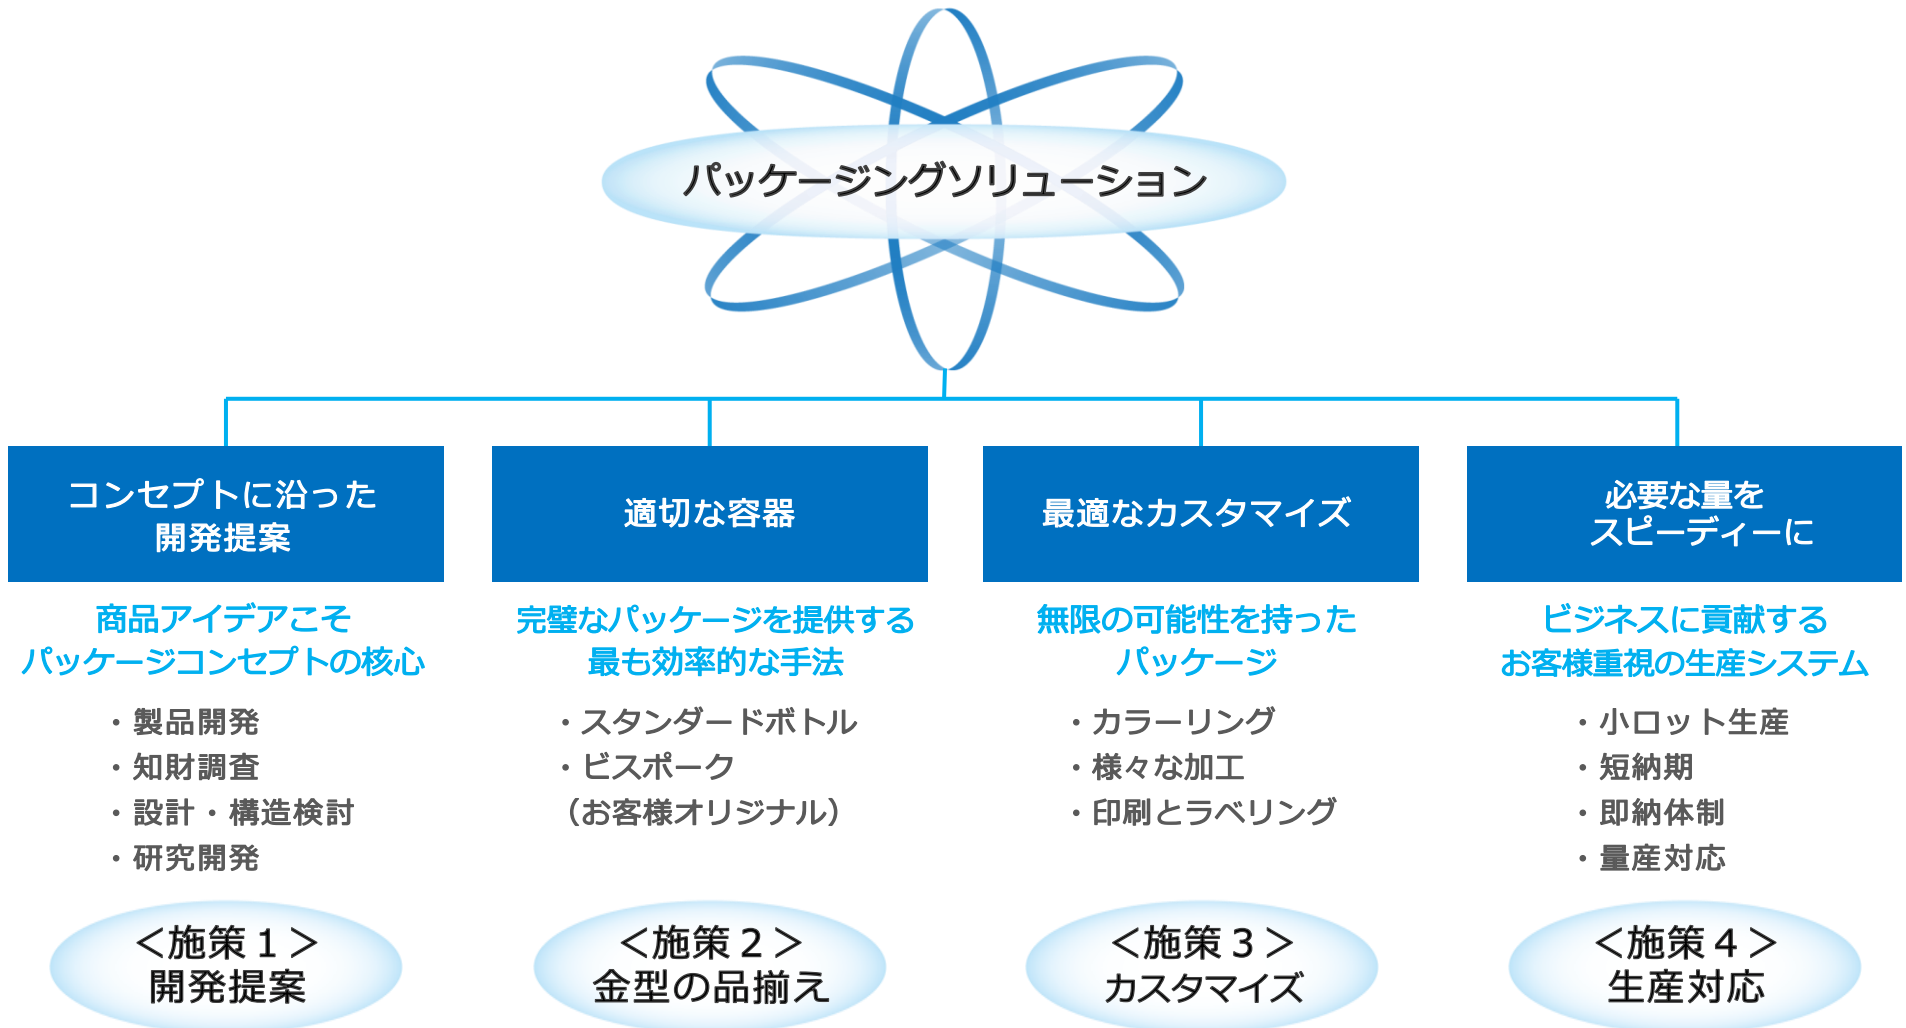 パッケージングソリューション
コンセプトに沿った
開発提案
商品アイデアこそ
パッケージコンセプトの核心
・製品開発
・知財調査
・設計・構造検討
・研究開発
＜施策１＞
開発提案
適切な容器
完璧なパッケージを提供する
最も効率的な手法
・スタンダードボトル
・ビスポーク
（お客様オリジナル）
＜施策２＞
金型の品揃え
最適なカスタマイズ
無限の可能性を持った
パッケージ
・カラーリング
・様々な加工
・印刷とラベリング
＜施策３＞
カスタマイズ
必要な量を
スピーディーに
ビジネスに貢献する
お客様重視の生産システム
・小ロット生産
・短納期
・即納体制
・量産対応
＜施策４＞
生産対応